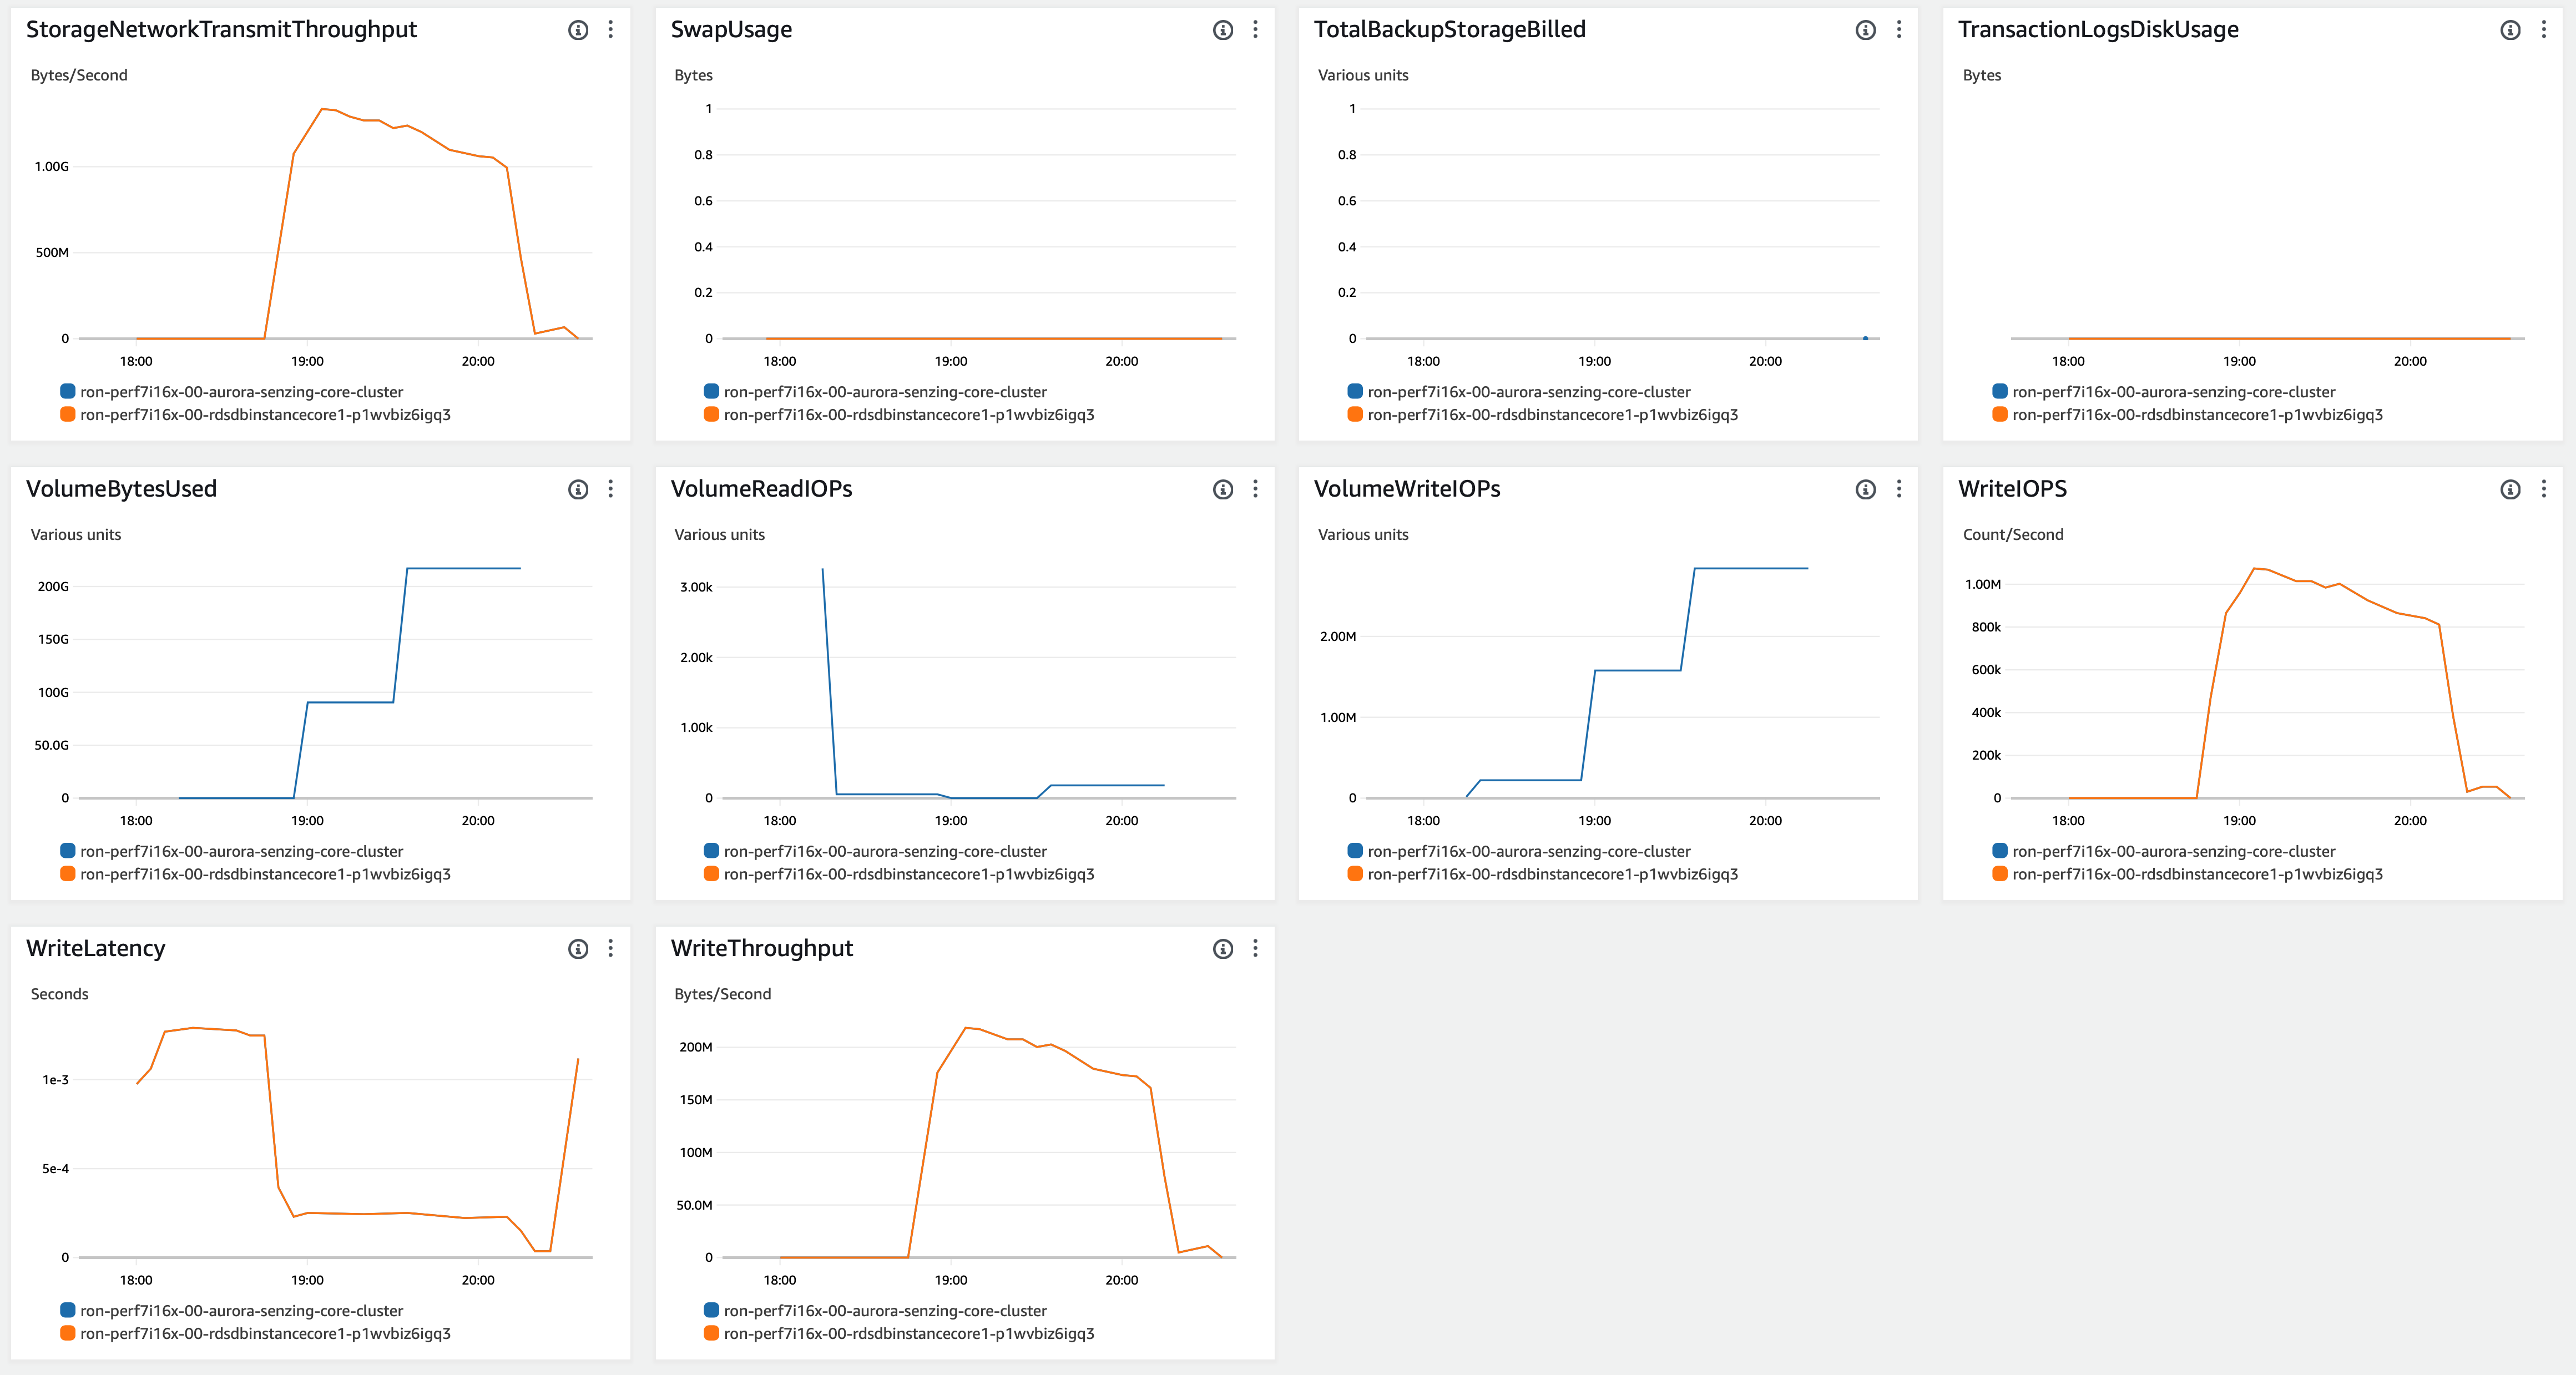 StorageNetworkTransmitThroughput
Bytes/Second
1.00G
500M
0
18:00 19:00 20:00
ron-perf7i16x-00-aurora-senzing-core-cluster
ron-perf7i16x-00-rdsdbinstancecore1-p1wvbiz6igq3
SwapUsage
Bytes
1
0.8
0.6
0.4
0.2
0
18:00 19:00 20:00
ron-perf7i16x-00-aurora-senzing-core-cluster
ron-perf7i16x-00-rdsdbinstancecore1-p1wvbiz6igq3
TotalBackupStorageBilled
Various units
1
0.8
0.6
0.4
0.2
0
18:00 19:00 20:00
ron-perf7i16x-00-aurora-senzing-core-cluster
ron-perf7i16x-00-rdsdbinstancecore1-p1wvbiz6igq3
TransactionLogsDiskUsage
Bytes
18:00 19:00 20:00
ron-perf7i16x-00-aurora-senzing-core-cluster
ron-perf7i16x-00-rdsdbinstancecore1-p1wvbiz6igq3
VolumeBytesUsed
Various units
200G
150G
100G
50.0G
0
18:00 19:00 20:00
ron-perf7i16x-00-aurora-senzing-core-cluster
ron-perf7i16x-00-rdsdbinstancecore1-p1wvbiz6igq3
VolumeReadIOPs
Various units
3.00k
2.00k
1.00k
0
18:00 19:00 20:00
ron-perf7i16x-00-aurora-senzing-core-cluster
ron-perf7i16x-00-rdsdbinstancecore1-p1wvbiz6igq3
VolumeWriteIOPs
Various units
2.00M
1.00M
0
18:00 19:00 20:00
ron-perf7i16x-00-aurora-senzing-core-cluster
ron-perf7i16x-00-rdsdbinstancecore1-p1wvbiz6igq3
WriteIOPS
Count/Second
1.00M
800k
600k
400k
200k
0
18:00 19:00 20:00
ron-perf7i16x-00-aurora-senzing-core-cluster
ron-perf7i16x-00-rdsdbinstancecore1-p1wvbiz6igq3
WriteLatency
Seconds
1e-3
5e-4
0
18:00 19:00 20:00
ron-perf7i16x-00-aurora-senzing-core-cluster
ron-perf7i16x-00-rdsdbinstancecore1-p1wvbiz6igq3
WriteThroughput
Bytes/Second
200M
150M
100M
50.0M
0
18:00 19:00 20:00
ron-perf7i16x-00-aurora-senzing-core-cluster
ron-perf7i16x-00-rdsdbinstancecore1-p1wvbiz6igq3